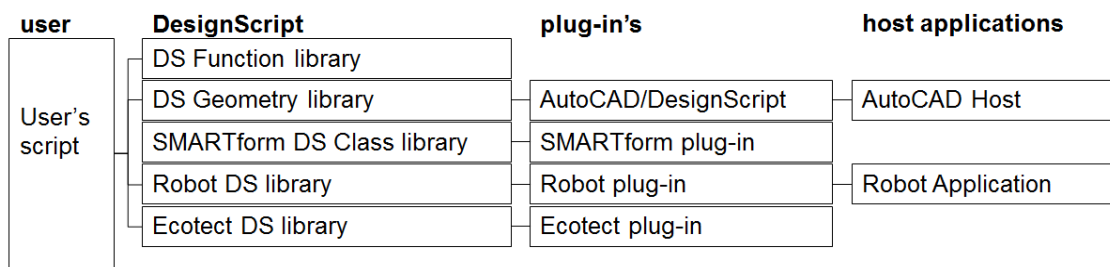 user DesignScript plug-in's host applications
DS Function library
DS Geometry library AutoCAD/DesignScript AutoCAD Host
User's
script
SMARTform DS Class library SMARTform plug-in
Robot DS library Robot plug-in Robot Application
Ecotect DS library Ecotect plug-in